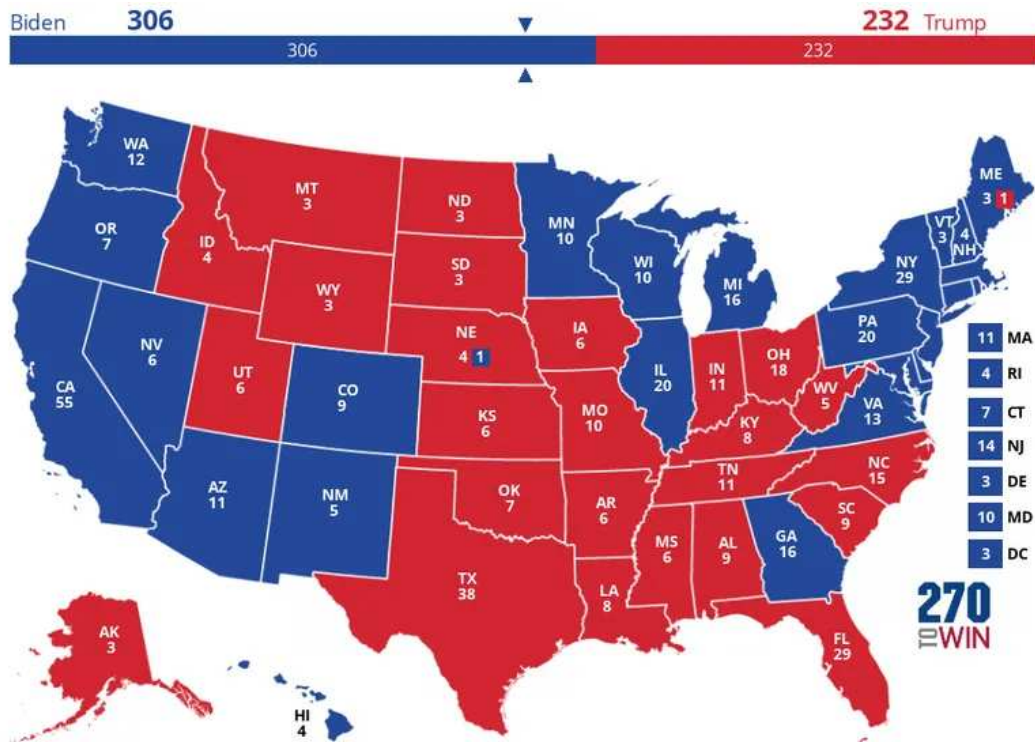 Biden 306 232 Trump
306 232
WA
12
OR
7
CA
55
NV
6
ID
4
MT
3
WY
3
UT
6
AZ
11
CO
9
NM
5
ND
3
SD
3
NE
4 1
KS
6
OK
7
TX
38
MN
10
IA
6
MO
10
AR
6
LA
8
WI
10
IL
20
MI
16
IN
11
OH
18
KY
8
TN
11
MS
6
AL
9
GA
16
FL
29
SC
9
NC
15
VA
13
WV
5
PA
20
NY
29
VT
3
4
NH
ME
3 1
11 MA
4 RI
7 CT
14 NJ
3 DE
10 MD
3 DC
AK
3
HI
4
270
TO WIN